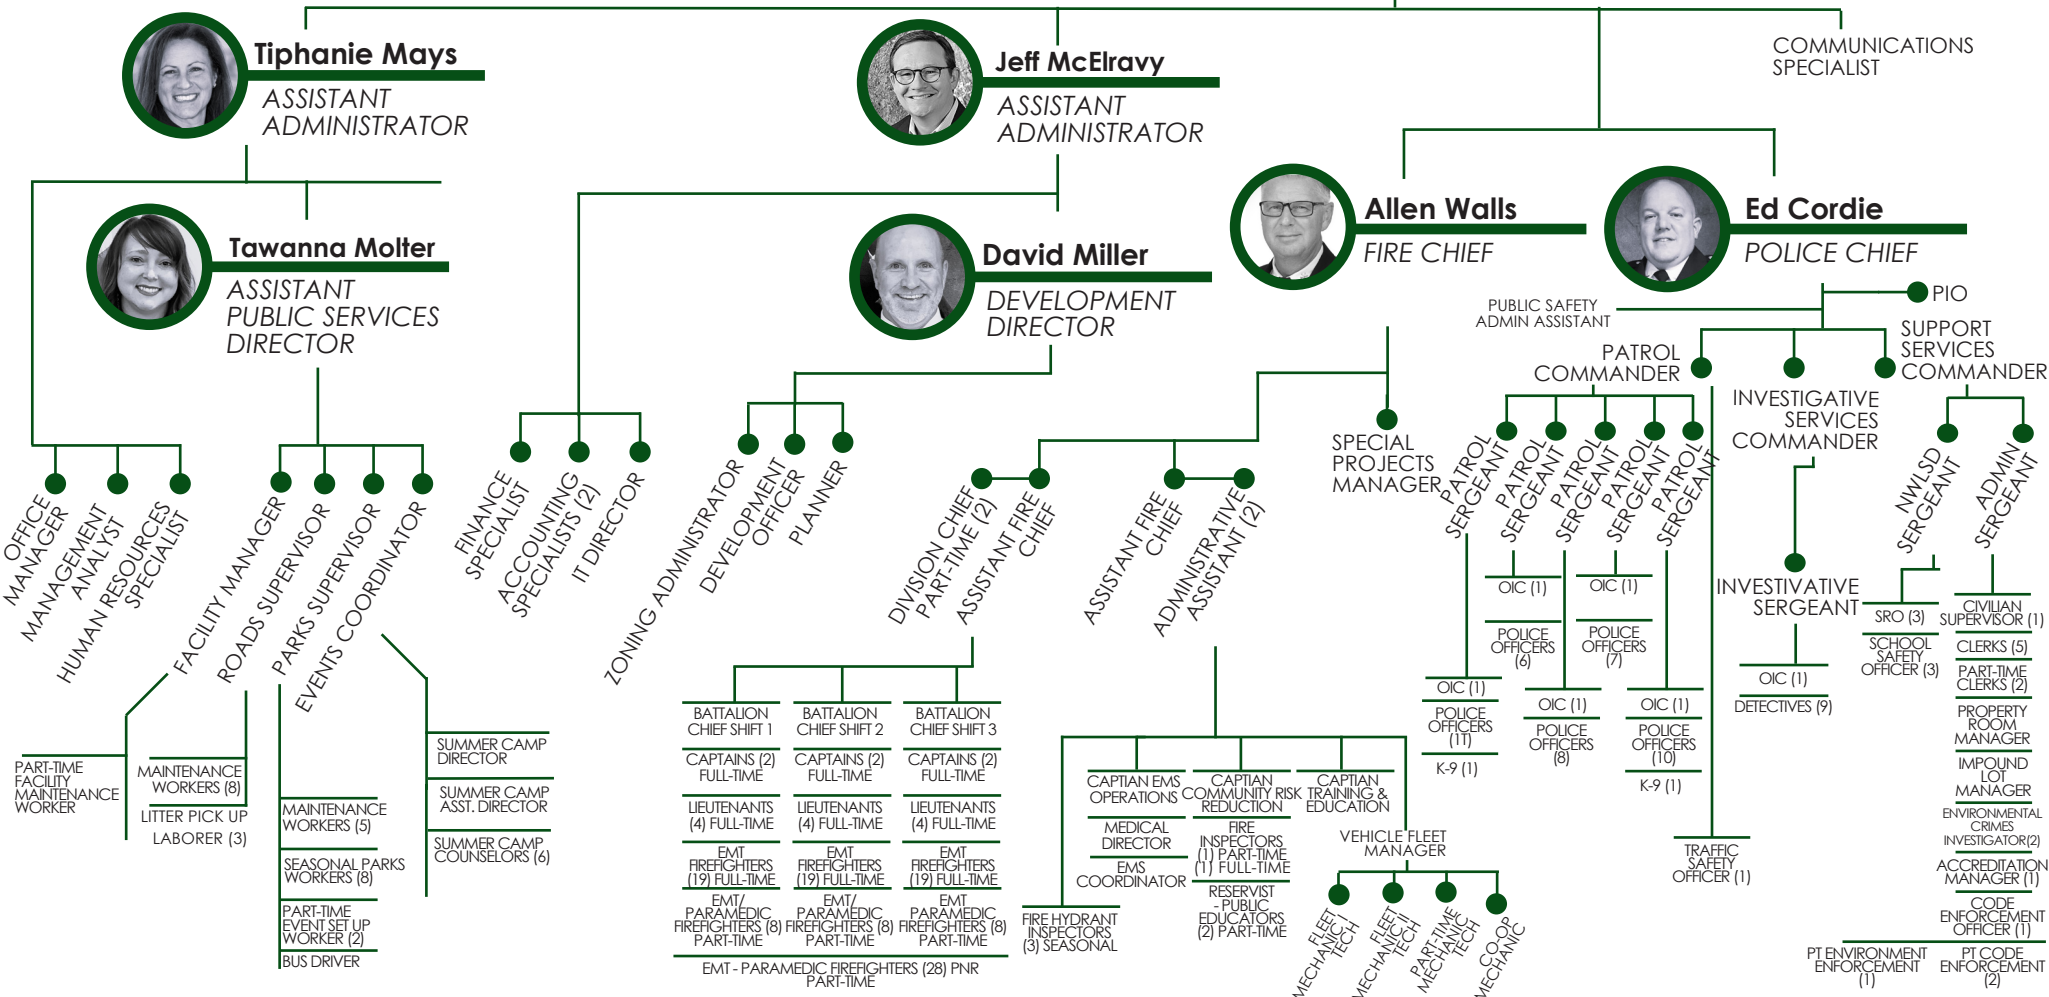 Tiphanie Mays
ASSISTANT
ADMINISTRATOR
Jeff McElravy
ASSISTANT
ADMINISTRATOR
COMMUNICATIONS
SPECIALIST
Tawanna Molter
ASSISTANT
PUBLIC SERVICES
DIRECTOR
David Miller
DEVELOPMENT
DIRECTOR
Allen Walls
FIRE CHIEF
Ed Cordie
POLICE CHIEF
PUBLIC SAFETY
ADMIN ASSISTANT
PIO
PATROL
COMMANDER
INVESTIGATIVE
SERVICES
COMMANDER
SUPPORT
SERVICES
COMMANDER
OFFICE
MANAGER
MANAGEMENT
ANALYST
HUMAN RESOURCES
SPECIALIST
FACILITY MANAGER
ROADS SUPERVISOR
PARKS SUPERVISOR
EVENTS COORDINATOR
FINANCE
SPECIALIST
ACCOUNTING
SPECIALISTS (2)
IT DIRECTOR
ZONING ADMINISTRATOR
DEVELOPMENT
OFFICER
PLANNER
DIVISION CHIEF
PART-TIME (2)
ASSISTANT FIRE
CHIEF
ASSISTANT FIRE
CHIEF
ADMINISTRATIVE
ASSISTANT (2)
SPECIAL
PROJECTS
MANAGER
PATROL
SERGEANT
PATROL
SERGEANT
PATROL
SERGEANT
PATROL
SERGEANT
PATROL
SERGEANT
INVESTIVATIVE
SERGEANT
NWLSD
SERGEANT
ADMIN
SERGEANT
PART-TIME
FACILITY
MAINTENANCE
WORKER
MAINTENANCE
WORKERS (8)
LITTER PICK UP
LABORER (3)
MAINTENANCE
WORKERS (5)
SEASONAL PARKS
WORKERS (8)
PART-TIME
EVENT SET UP
WORKER (2)
BUS DRIVER
SUMMER CAMP
DIRECTOR
SUMMER CAMP
ASST. DIRECTOR
SUMMER CAMP
COUNSELORS (6)
BATTALION
CHIEF SHIFT 1
CAPTAINS (2)
FULL-TIME
LIEUTENANTS
(4) FULL-TIME
EMT
FIREFIGHTERS
(19) FULL-TIME
EMT/
PARAMEDIC
FIREFIGHTERS (8)
PART-TIME
BATTALION
CHIEF SHIFT 2
CAPTAINS (2)
FULL-TIME
LIEUTENANTS
(4) FULL-TIME
EMT
FIREFIGHTERS
(19) FULL-TIME
EMT/
PARAMEDIC
FIREFIGHTERS (8)
PART-TIME
BATTALION
CHIEF SHIFT 3
CAPTAINS (2)
FULL-TIME
LIEUTENANTS
(4) FULL-TIME
EMT
FIREFIGHTERS
(19) FULL-TIME
EMT
PARAMEDIC
FIREFIGHTERS (8)
PART-TIME
EMT - PARAMEDIC FIREFIGHTERS (28) PNR
PART-TIME
FIRE HYDRANT
INSPECTORS
(3) SEASONAL
CAPTIAN EMS
OPERATIONS
MEDICAL
DIRECTOR
EMS
COORDINATOR
CAPTIAN
COMMUNITY RISK
REDUCTION
FIRE
INSPECTORS
(1) PART-TIME
(1) FULL-TIME
RESERVIST
- PUBLIC
EDUCATORS
(2) PART-TIME
CAPTIAN
TRAINING &
EDUCATION
VEHICLE FLEET
MANAGER
FLEET
MECHANIC I
TECH
FLEET
MECHANIC II
TECH
PART-TIME
MECHANIC
TECH
CO-OP
MECHANIC
OIC (1)
POLICE
OFFICERS
(1T)
K-9 (1)
OIC (1)
POLICE
OFFICERS
(6)
OIC (1)
POLICE
OFFICERS
(8)
OIC (1)
POLICE
OFFICERS
(7)
OIC (1)
POLICE
OFFICERS
(10)
K-9 (1)
TRAFFIC
SAFETY
OFFICER (1)
OIC (1)
DETECTIVES (9)
SRO (3)
SCHOOL
SAFETY
OFFICER (3)
CIVILIAN
SUPERVISOR (1)
CLERKS (5)
PART-TIME
CLERKS (2)
PROPERTY
ROOM
MANAGER
IMPOUND
LOT
MANAGER
ENVIRONMENTAL
CRIMES
INVESTIGATOR(2)
ACCREDITATION
MANAGER (1)
CODE
ENFORCEMENT
OFFICER (1)
PT ENVIRONMENT
ENFORCEMENT
(1)
PT CODE
ENFORCEMENT
(2)